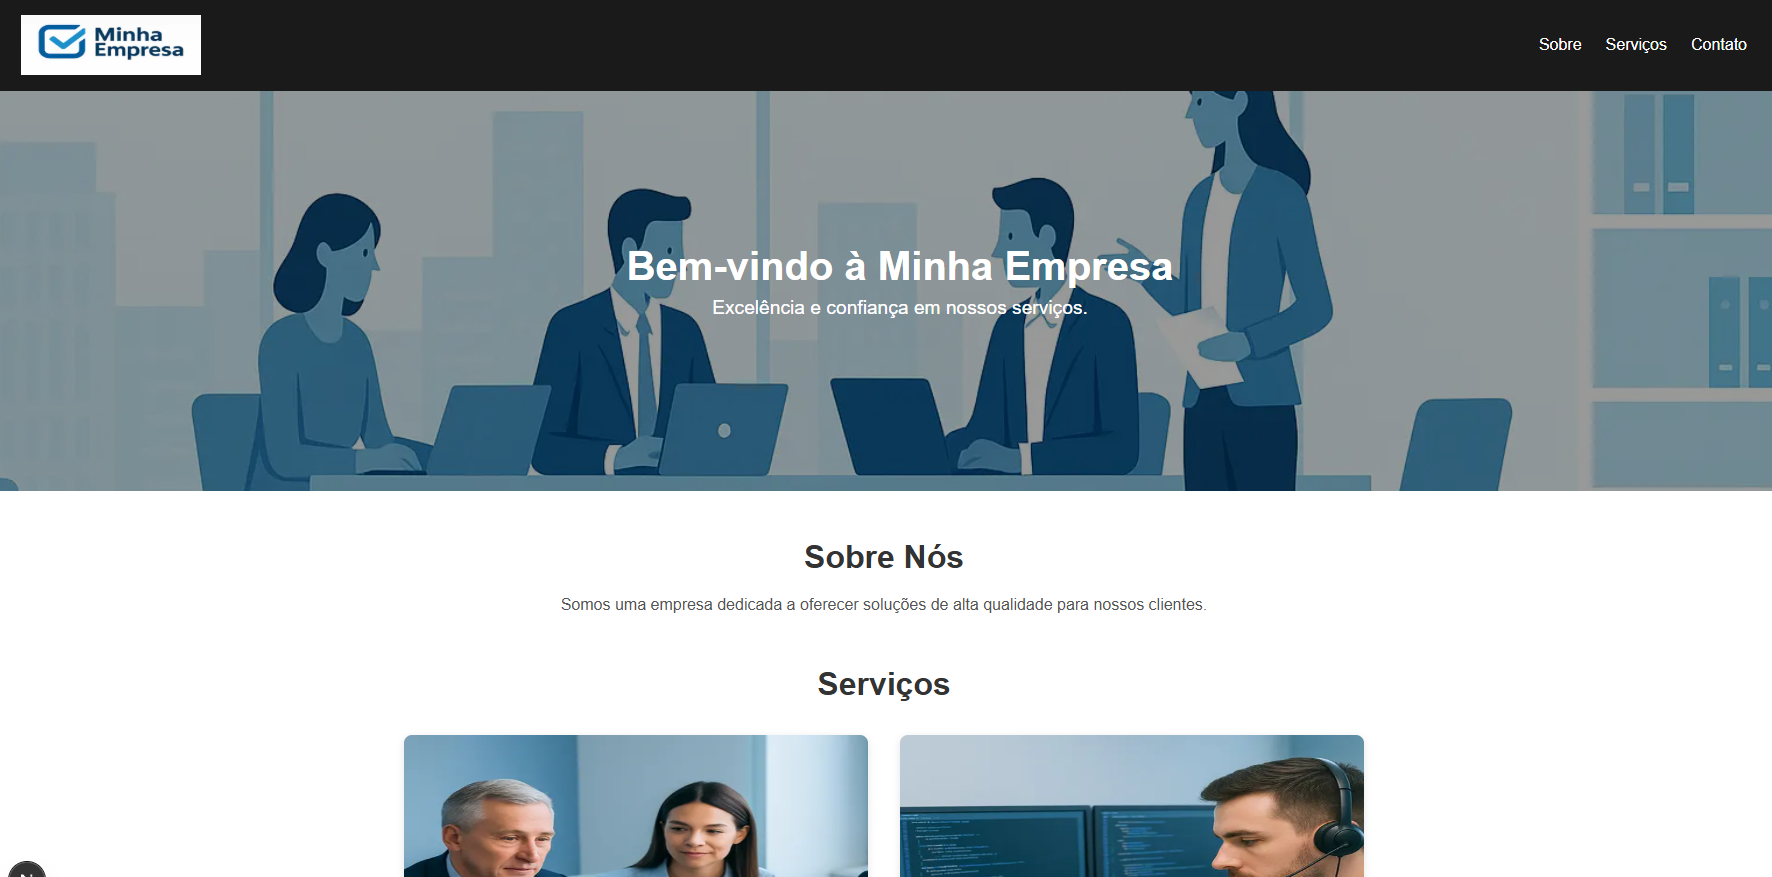 Minha
Empresa
Sobre
Serviços
Contato
Bem-vindo à Minha Empresa
Excelência e confiança em nossos serviços.
Sobre Nós
Somos uma empresa dedicada a oferecer soluções de alta qualidade para nossos clientes.
Serviços